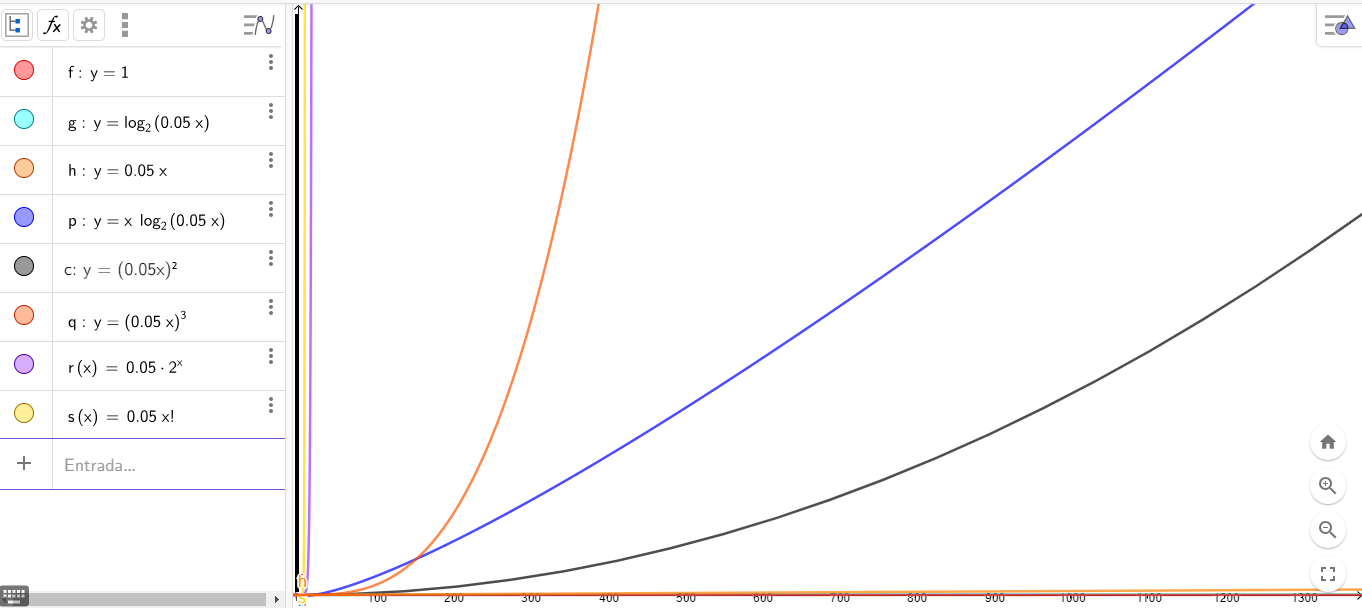 fx
f : y = 1
g : y = log₂(0.05 x)
h : y = 0.05 x
p : y = x log₂(0.05 x)
c: y = (0.05x)²
q : y = (0.05 x)³
r(x) = 0.05 · 2ˣ
s(x) = 0.05 x!
+ Entrada...
h
100 200 300 400 500 600 700 800 900 1000 1100 1200 1300